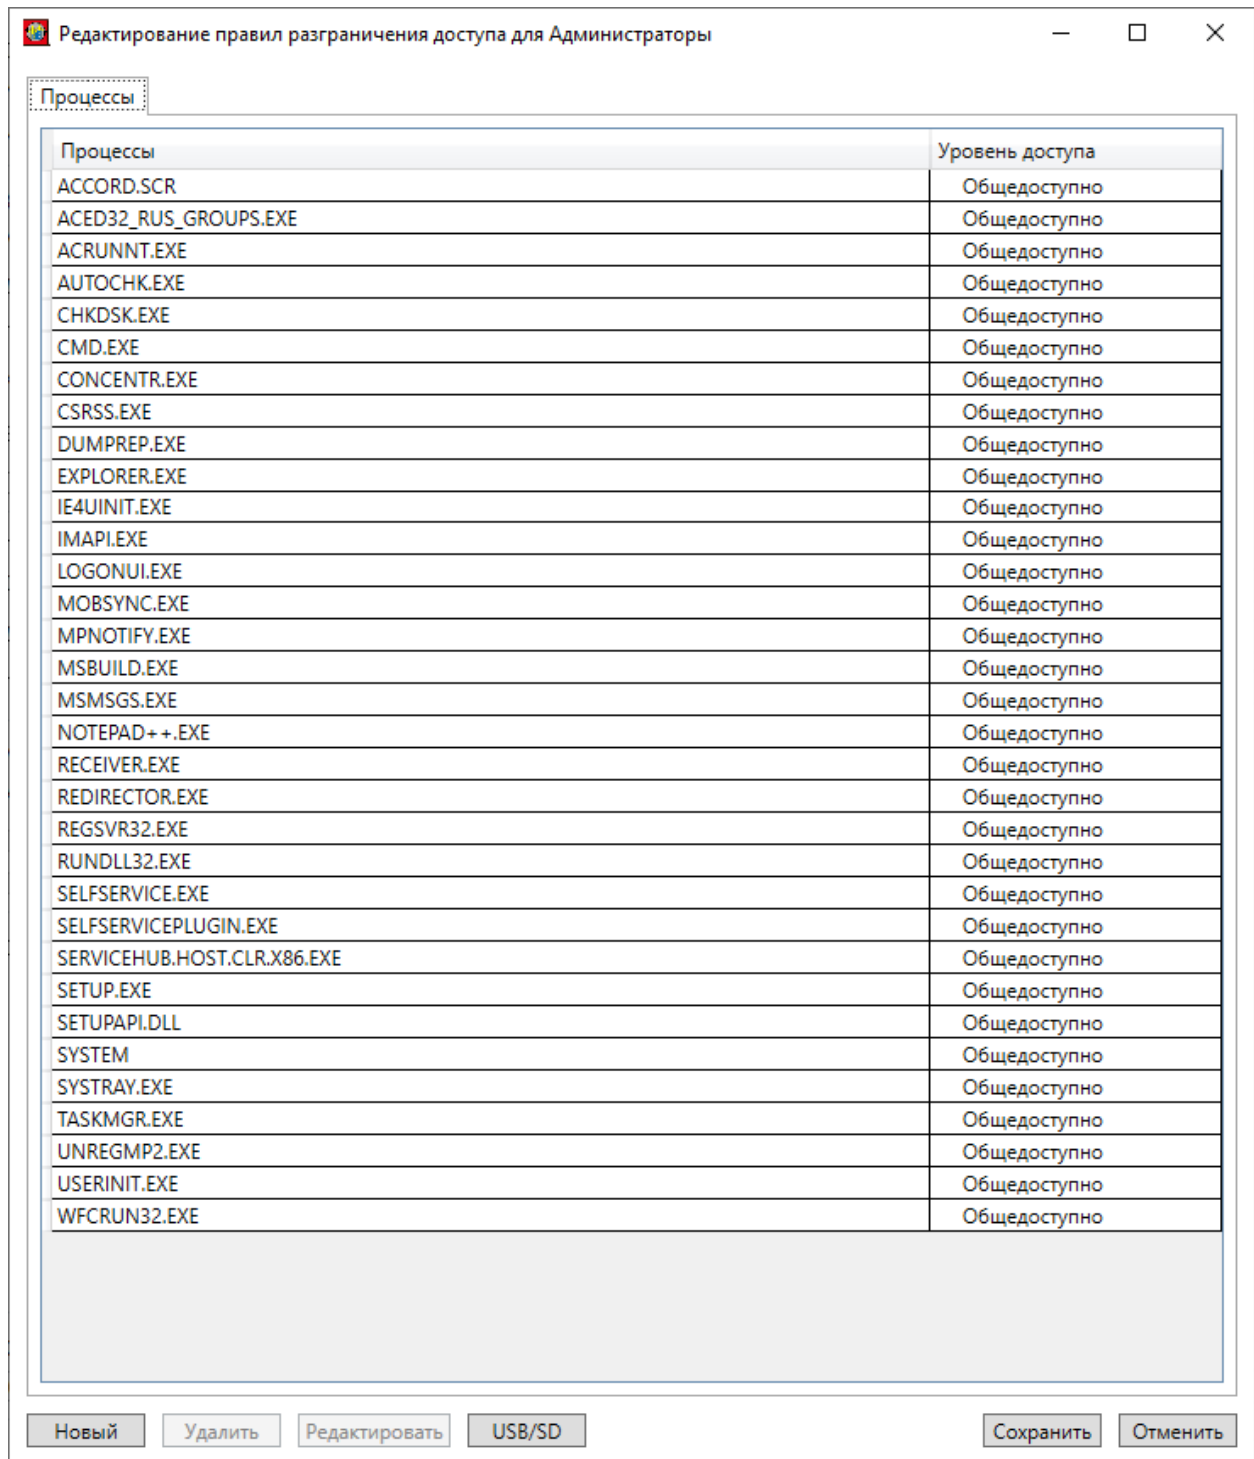 Редактирование правил разграничения доступа для Администраторы
Процессы
Процессы Уровень доступа
ACCORD.SCR Общедоступно
ACED32_RUS_GROUPS.EXE Общедоступно
ACRUNNT.EXE Общедоступно
AUTOCHK.EXE Общедоступно
CHKDSK.EXE Общедоступно
CMD.EXE Общедоступно
CONCENTR.EXE Общедоступно
CSRSS.EXE Общедоступно
DUMPREP.EXE Общедоступно
EXPLORER.EXE Общедоступно
IE4UINIT.EXE Общедоступно
IMAPI.EXE Общедоступно
LOGONUI.EXE Общедоступно
MOBSYNC.EXE Общедоступно
MPNOTIFY.EXE Общедоступно
MSBUILD.EXE Общедоступно
MSMSGS.EXE Общедоступно
NOTEPAD++.EXE Общедоступно
RECEIVER.EXE Общедоступно
REDIRECTOR.EXE Общедоступно
REGSVR32.EXE Общедоступно
RUNDLL32.EXE Общедоступно
SELFSERVICE.EXE Общедоступно
SELFSERVICEPLUGIN.EXE Общедоступно
SERVICEHUB.HOST.CLR.X86.EXE Общедоступно
SETUP.EXE Общедоступно
SETUPAPI.DLL Общедоступно
SYSTEM Общедоступно
SYSTRAY.EXE Общедоступно
TASKMGR.EXE Общедоступно
UNREGMP2.EXE Общедоступно
USERINIT.EXE Общедоступно
WFCRUN32.EXE Общедоступно
Новый Удалить Редактировать USB/SD Сохранить Отменить